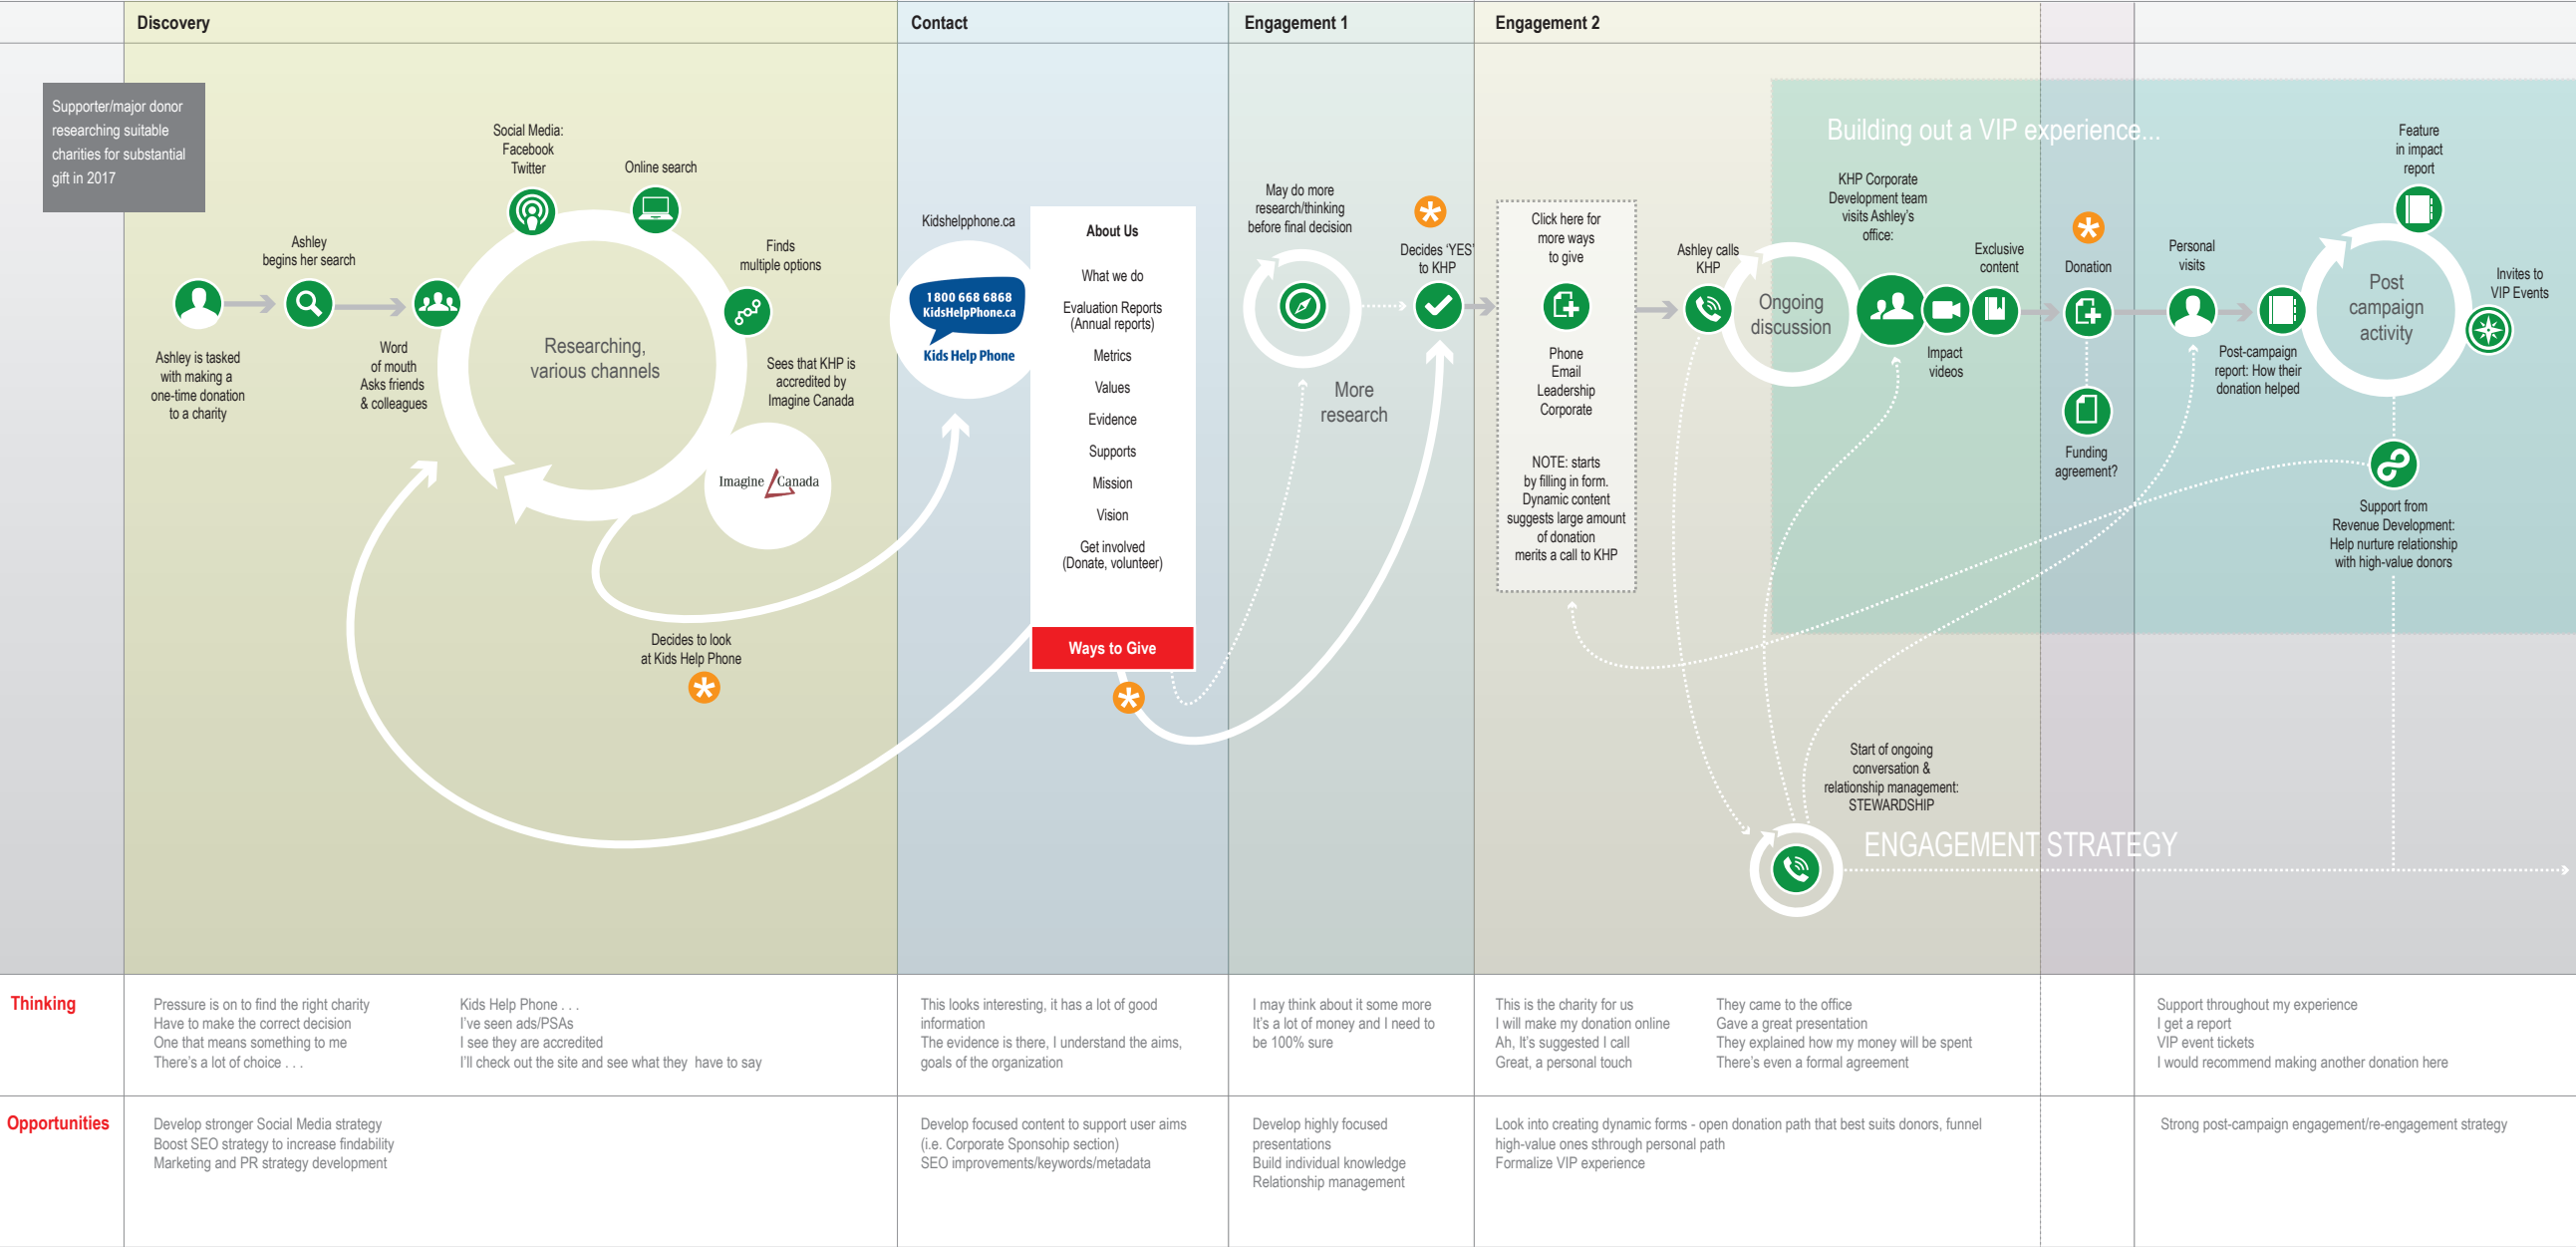 Discovery
Contact
Engagement 1
Engagement 2
Supporter/major donor
researching suitable
charities for substantial
gift in 2017
Ashley is tasked
with making a
one-time donation
to a charity
Ashley
begins her search
Word
of mouth
Asks friends
& colleagues
Social Media:
Facebook
Twitter
Online search
Finds
multiple options
Researching,
various channels
Sees that KHP is
accredited by
Imagine Canada
Imagine Canada
Decides to look
at Kids Help Phone
Kidshelpphone.ca
1 800 668 6868
KidsHelpPhone.ca
Kids Help Phone
About Us
What we do
Evaluation Reports
(Annual reports)
Metrics
Values
Evidence
Supports
Mission
Vision
Get involved
(Donate, volunteer)
Ways to Give
May do more
research/thinking
before final decision
More
research
Decides ‘YES’
to KHP
Click here for
more ways
to give
Phone
Email
Leadership
Corporate
NOTE: starts
by filling in form.
Dynamic content
suggests large amount
of donation
merits a call to KHP
Ashley calls
KHP
Ongoing
discussion
Building out a VIP experience...
KHP Corporate
Development team
visits Ashley’s
office:
Impact
videos
Exclusive
content
Donation
Funding
agreement?
Personal
visits
Post-campaign
report: How their
donation helped
Post
campaign
activity
Feature
in impact
report
Invites to
VIP Events
Support from
Revenue Development:
Help nurture relationship
with high-value donors
Start of ongoing
conversation &
relationship management:
STEWARDSHIP
ENGAGEMENT STRATEGY
Thinking
Pressure is on to find the right charity
Have to make the correct decision
One that means something to me
There’s a lot of choice . . .
Kids Help Phone . . .
I’ve seen ads/PSAs
I see they are accredited
I’ll check out the site and see what they have to say
This looks interesting, it has a lot of good
information
The evidence is there, I understand the aims,
goals of the organization
I may think about it some more
It’s a lot of money and I need to
be 100% sure
This is the charity for us
I will make my donation online
Ah, It’s suggested I call
Great, a personal touch
They came to the office
Gave a great presentation
They explained how my money will be spent
There’s even a formal agreement
Support throughout my experience
I get a report
VIP event tickets
I would recommend making another donation here
Opportunities
Develop stronger Social Media strategy
Boost SEO strategy to increase findability
Marketing and PR strategy development
Develop focused content to support user aims
(i.e. Corporate Sponsohip section)
SEO improvements/keywords/metadata
Develop highly focused
presentations
Build individual knowledge
Relationship management
Look into creating dynamic forms - open donation path that best suits donors, funnel
high-value ones sthrough personal path
Formalize VIP experience
Strong post-campaign engagement/re-engagement strategy